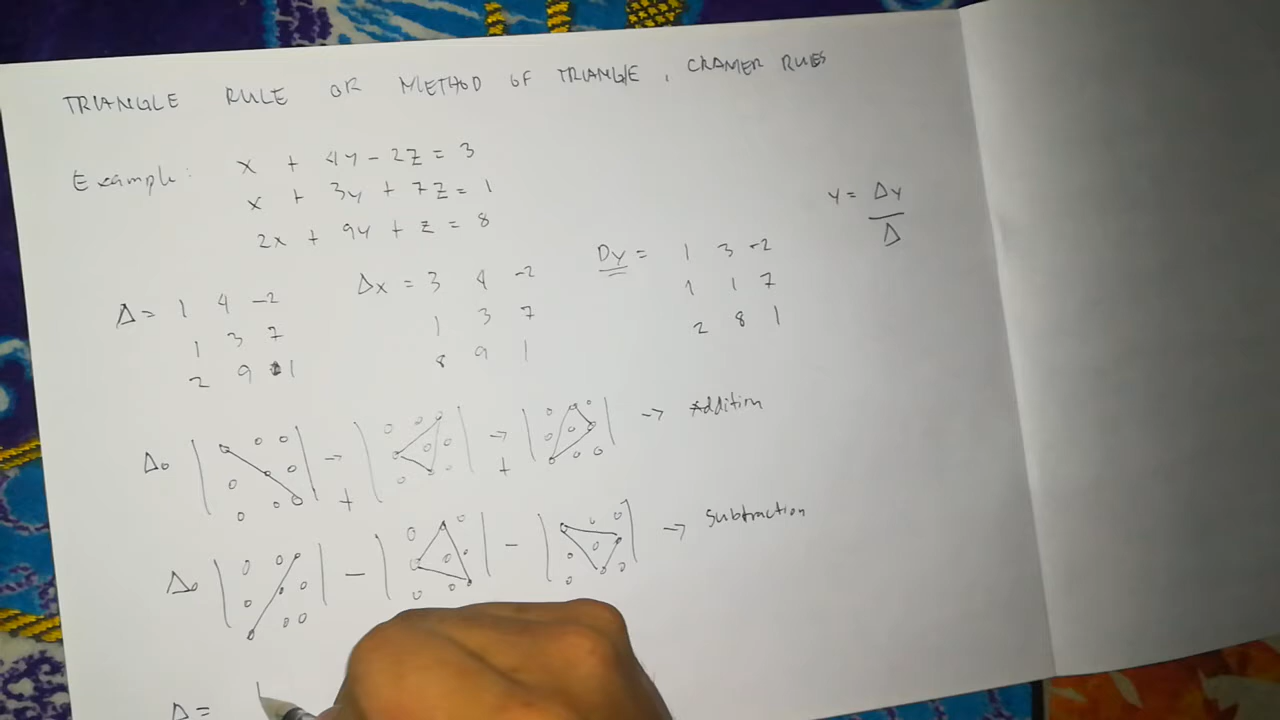 TRIANGLE RULE OR METHOD OF TRIANGLE, CRAMER RULES
Example: x + 4y - 2z = 3
x + 3y + 7z = 1
2x + 9y + z = 8
y = Δy
Δ
Δ = 1 4 -2
1 3 7
2 9 1
Δx = 3 4 -2
1 3 7
8 9 1
Dy = 1 3 -2
1 1 7
2 8 1
Δo → + → + → Addition
Δo - - → Subtraction
Δ =